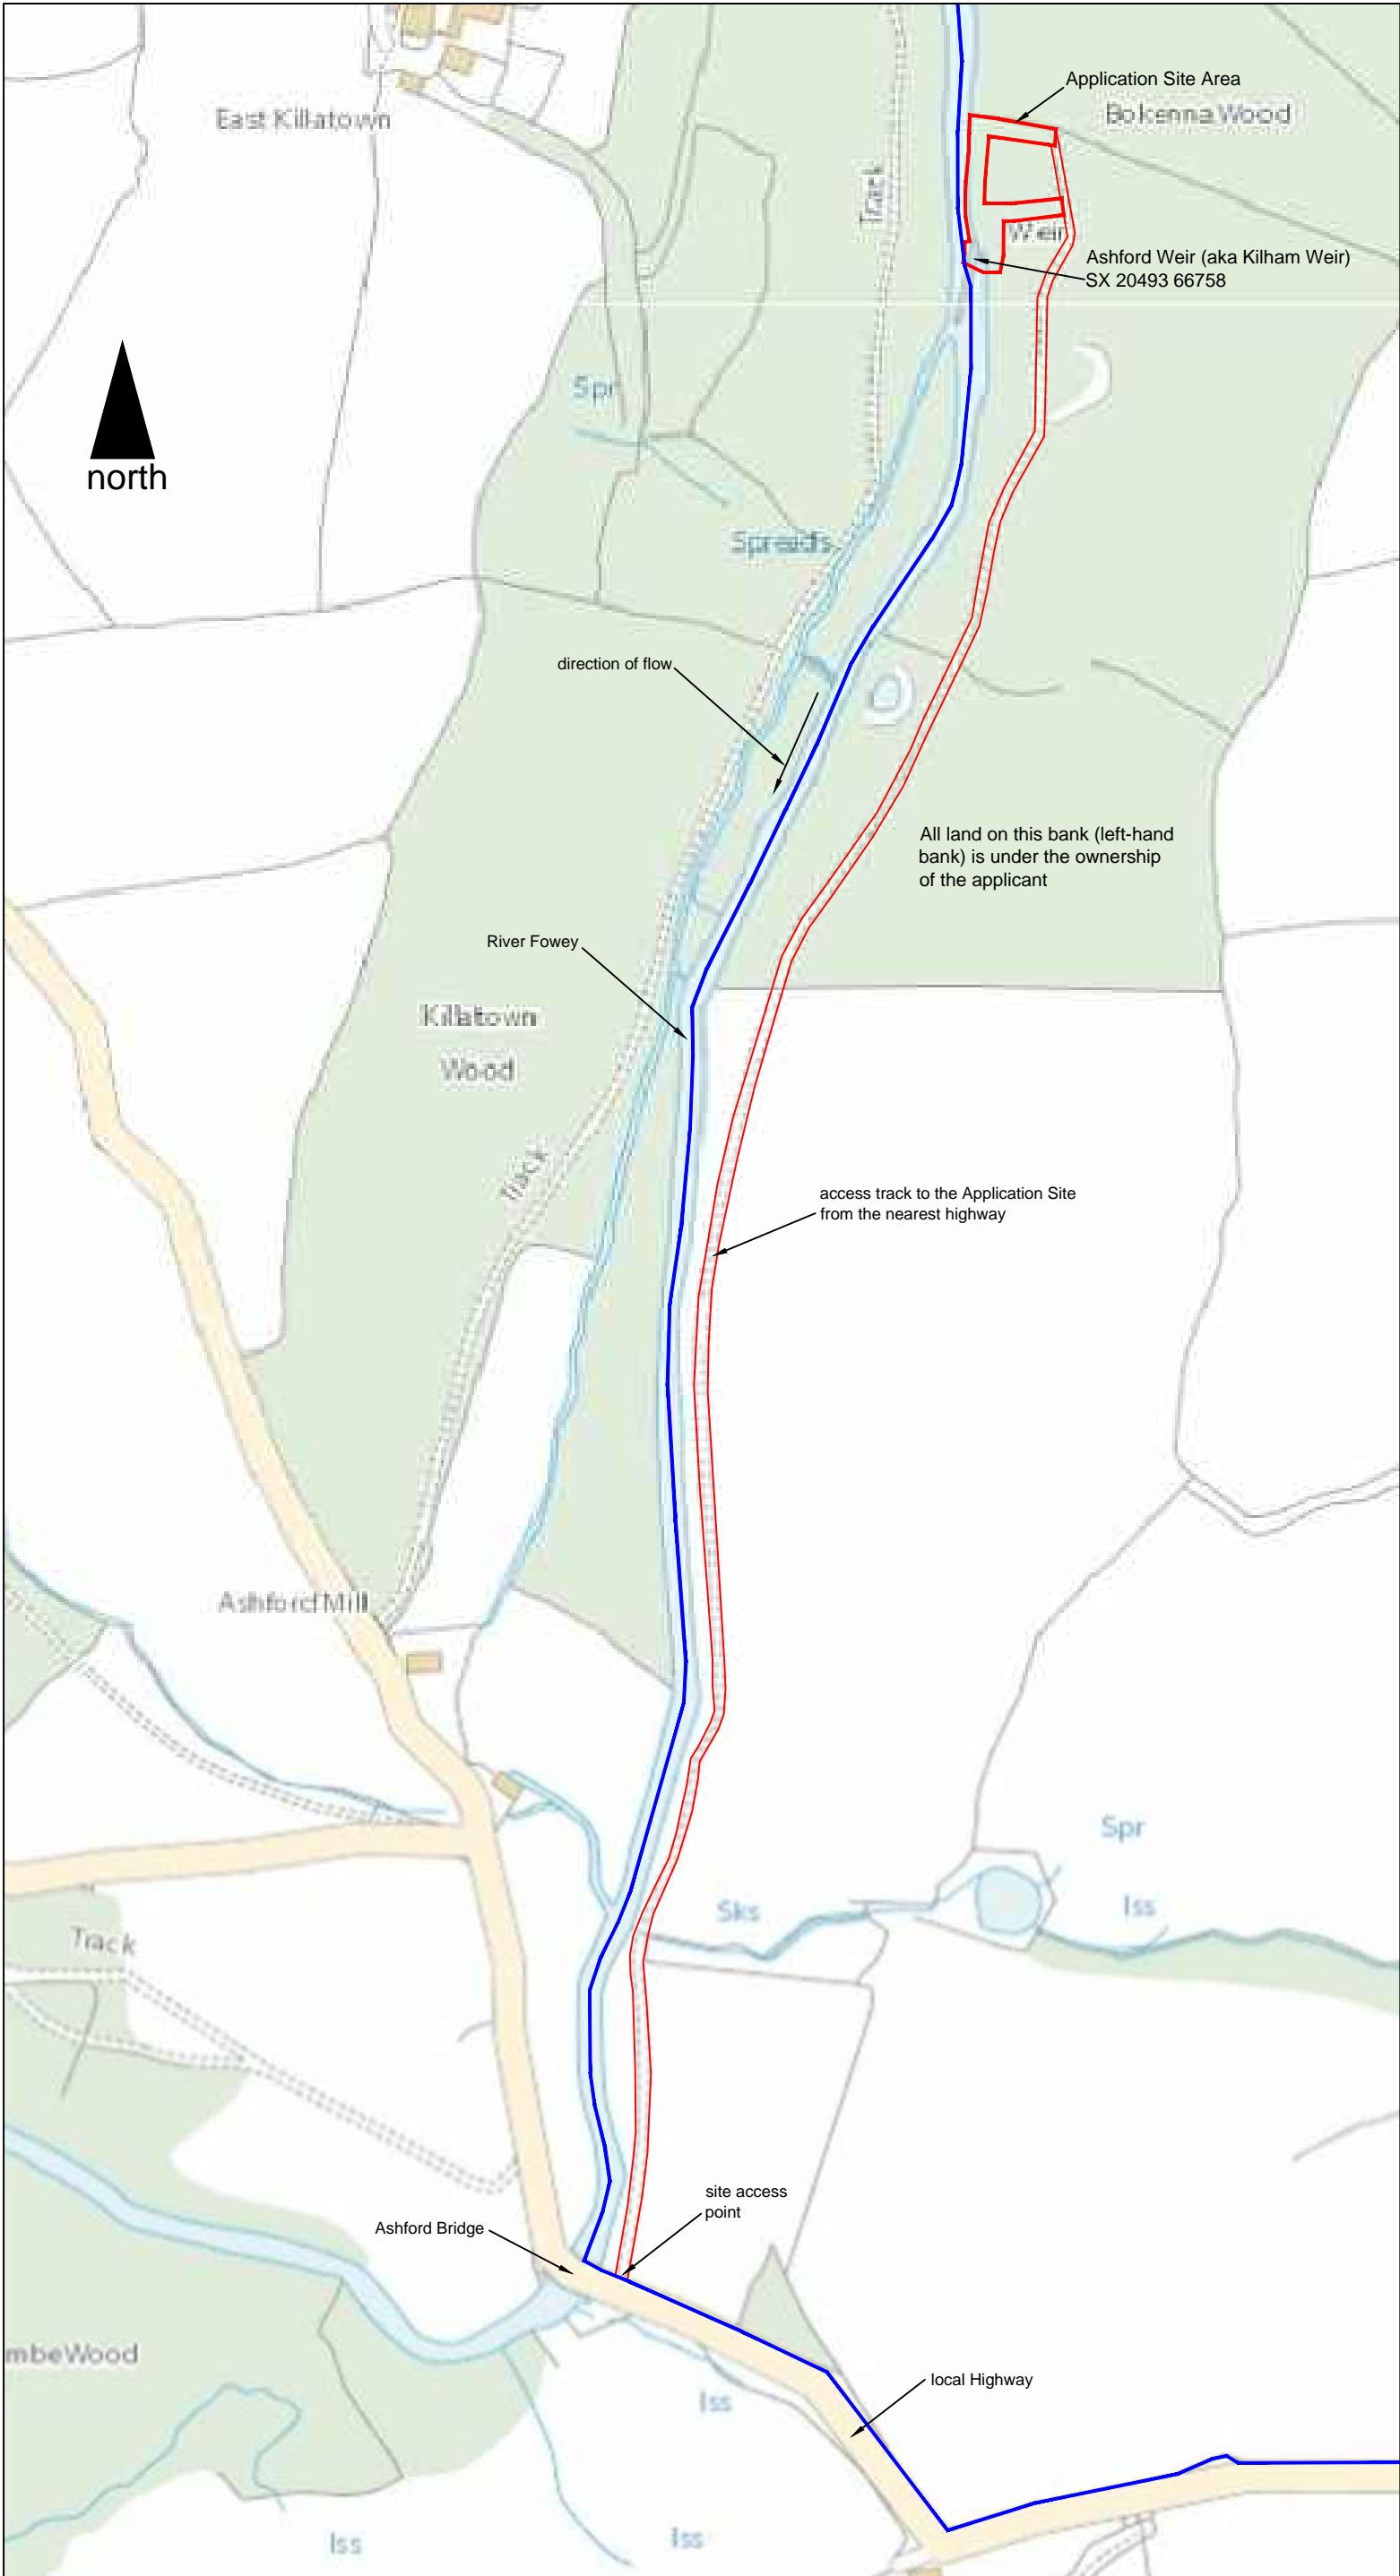 Application Site Area
Bokenna Wood
East Killatown
Track
Weir
Ashford Weir (aka Kilham Weir)
SX 20493 66758
Spr
north
Spreads
direction of flow
All land on this bank (left-hand
bank) is under the ownership
of the applicant
River Fowey
Killatown
Wood
Track
access track to the Application Site
from the nearest highway
Ashford Mill
Spr
Iss
Sks
Track
site access
point
Ashford Bridge
mbe Wood
local Highway
Iss
Iss
Iss